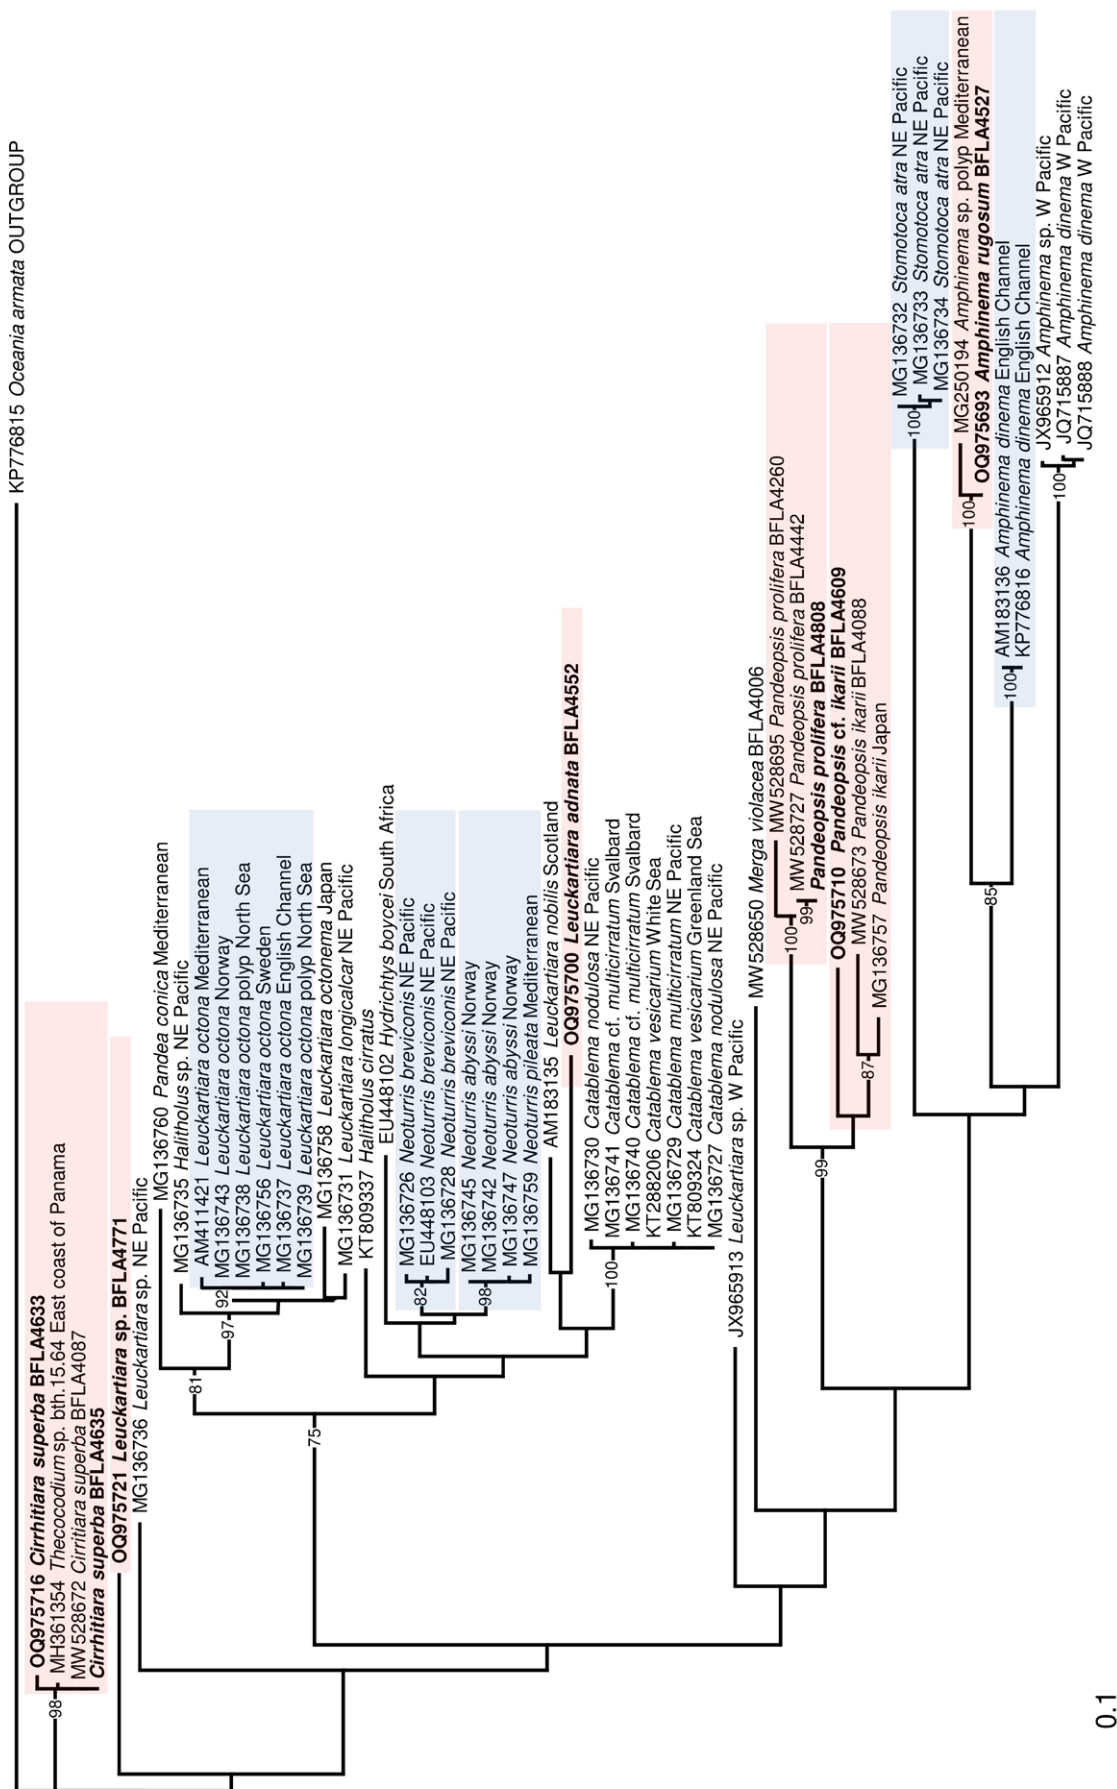 KP776815 Oceania armata OUTGROUP
OQ975716 Cirrhitiara superba BFLA4633
MH361354 Thecocodium sp. bth.15.64 East coast of Panama
MW528672 Cirritiara superba BFLA4087
Cirrhitiara superba BFLA4635
98
OQ975721 Leuckartiara sp. BFLA4771
MG136736 Leuckartiara sp. NE Pacific
MG136760 Pandea conica Mediterranean
MG136735 Halitholus sp. NE Pacific
AM411421 Leuckartiara octona Mediterranean
MG136743 Leuckartiara octona Norway
MG136738 Leuckartiara octona polyp North Sea
MG136756 Leuckartiara octona Sweden
MG136737 Leuckartiara octona English Channel
MG136739 Leuckartiara octona polyp North Sea
MG136758 Leuckartiara octonema Japan
MG136731 Leuckartiara longicalcar NE Pacific
81
97
92
KT809337 Halitholus cirratus
EU448102 Hydrichtys boycei South Africa
MG136726 Neoturris breviconis NE Pacific
EU448103 Neoturris breviconis NE Pacific
MG136728 Neoturris breviconis NE Pacific
82
MG136745 Neoturris abyssi Norway
MG136742 Neoturris abyssi Norway
MG136747 Neoturris abyssi Norway
MG136759 Neoturris pileata Mediterranean
98
75
AM183135 Leuckartiara nobilis Scotland
OQ975700 Leuckartiara adnata BFLA4552
MG136730 Catablema nodulosa NE Pacific
MG136741 Catablema cf. multicirratum Svalbard
MG136740 Catablema cf. multicirratum Svalbard
KT288206 Catablema vesicarium White Sea
MG136729 Catablema multicirratum NE Pacific
KT809324 Catablema vesicarium Greenland Sea
MG136727 Catablema nodulosa NE Pacific
100
JX965913 Leuckartiara sp. W Pacific
MW528650 Merga violacea BFLA4006
MW528695 Pandeopsis prolifera BFLA4260
MW528727 Pandeopsis prolifera BFLA4442
Pandeopsis prolifera BFLA4808
100
99
OQ975710 Pandeopsis cf. ikarii BFLA4609
MW528673 Pandeopsis ikarii BFLA4088
MG136757 Pandeopsis ikarii Japan
99
87
MG136732 Stomotoca atra NE Pacific
MG136733 Stomotoca atra NE Pacific
MG136734 Stomotoca atra NE Pacific
100
MG250194 Amphinema sp. polyp Mediterranean
OQ975693 Amphinema rugosum BFLA4527
100
85
AM183136 Amphinema dinema English Channel
KP776816 Amphinema dinema English Channel
100
JX965912 Amphinema sp. W Pacific
JQ715887 Amphinema dinema W Pacific
JQ715888 Amphinema dinema W Pacific
100
0.1